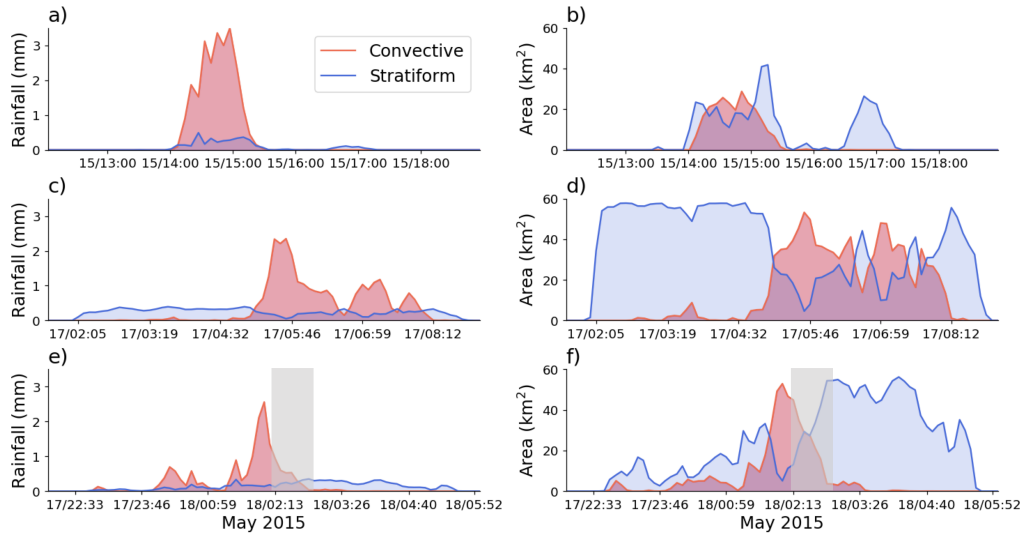 a)
Rainfall (mm)
3
2
1
0
Convective
Stratiform
15/13:00 15/14:00 15/15:00 15/16:00 15/17:00 15/18:00
b)
Area (km²)
60
40
20
0
15/13:00 15/14:00 15/15:00 15/16:00 15/17:00 15/18:00
c)
Rainfall (mm)
3
2
1
0
17/02:05 17/03:19 17/04:32 17/05:46 17/06:59 17/08:12
d)
Area (km²)
60
40
20
0
17/02:05 17/03:19 17/04:32 17/05:46 17/06:59 17/08:12
e)
Rainfall (mm)
3
2
1
0
17/22:33 17/23:46 18/00:59 18/02:13 18/03:26 18/04:40 18/05:52
May 2015
f)
Area (km²)
60
40
20
0
17/22:33 17/23:46 18/00:59 18/02:13 18/03:26 18/04:40 18/05:52
May 2015